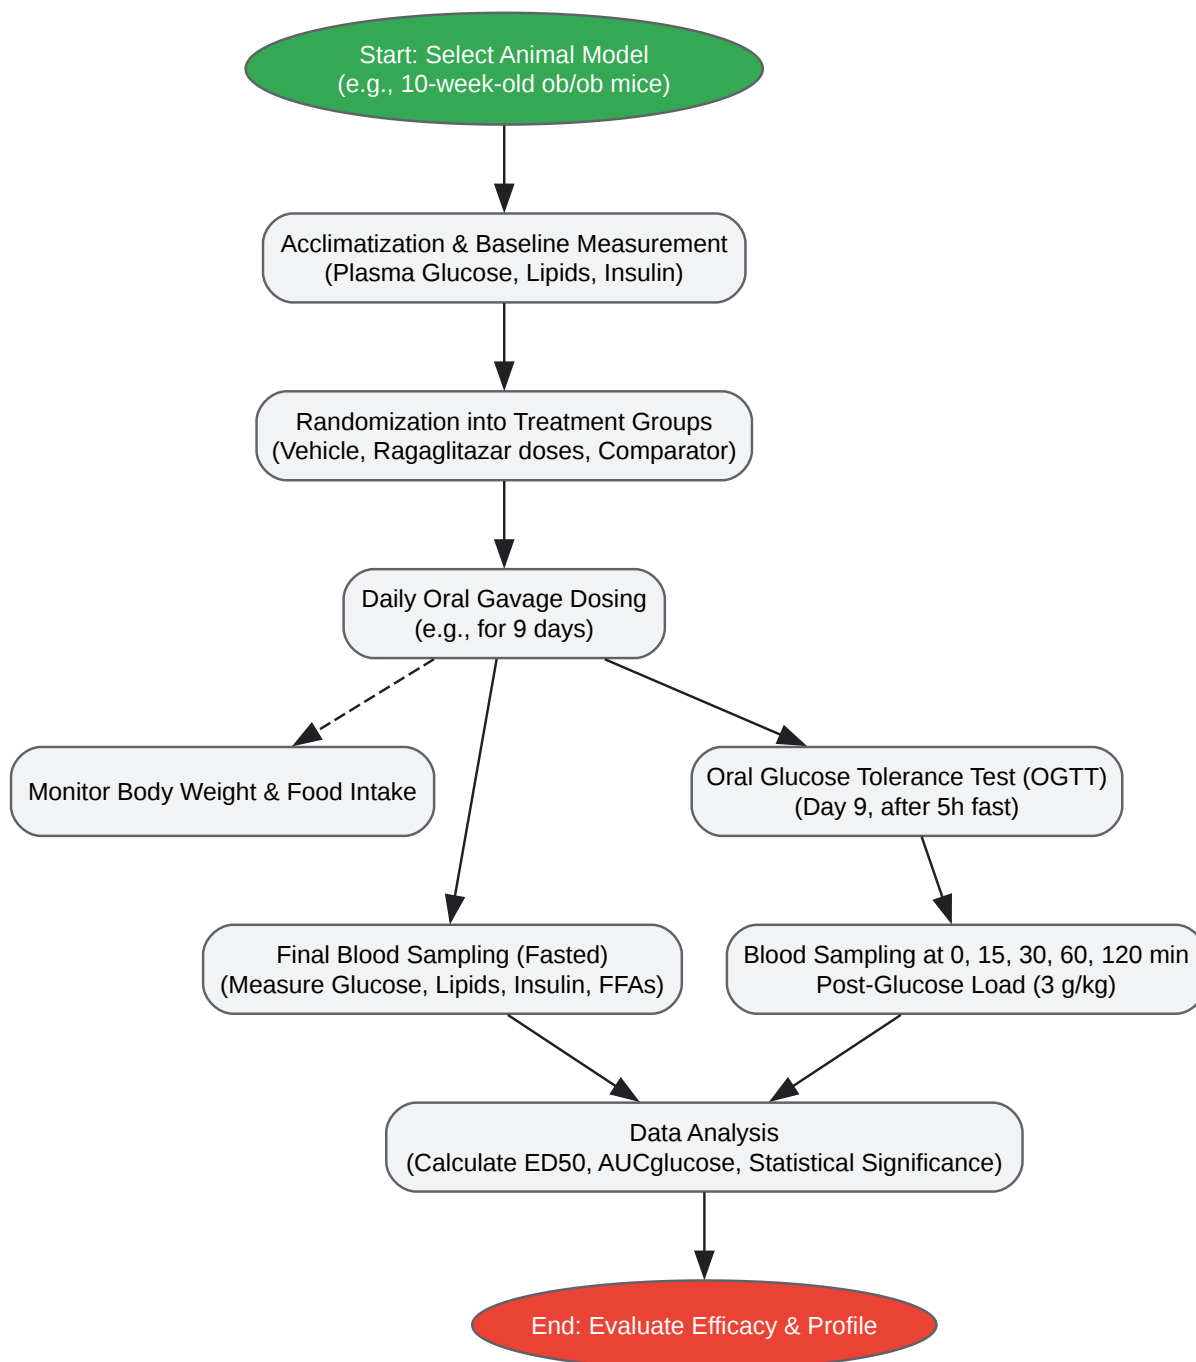 Start: Select Animal Model
(e.g., 10-week-old ob/ob mice)
Acclimatization & Baseline Measurement
(Plasma Glucose, Lipids, Insulin)
Randomization into Treatment Groups
(Vehicle, Ragaglitazar doses, Comparator)
Daily Oral Gavage Dosing
(e.g., for 9 days)
Monitor Body Weight & Food Intake
Oral Glucose Tolerance Test (OGTT)
(Day 9, after 5h fast)
Final Blood Sampling (Fasted)
(Measure Glucose, Lipids, Insulin, FFAs)
Blood Sampling at 0, 15, 30, 60, 120 min
Post-Glucose Load (3 g/kg)
Data Analysis
(Calculate ED50, AUCglucose, Statistical Significance)
End: Evaluate Efficacy & Profile